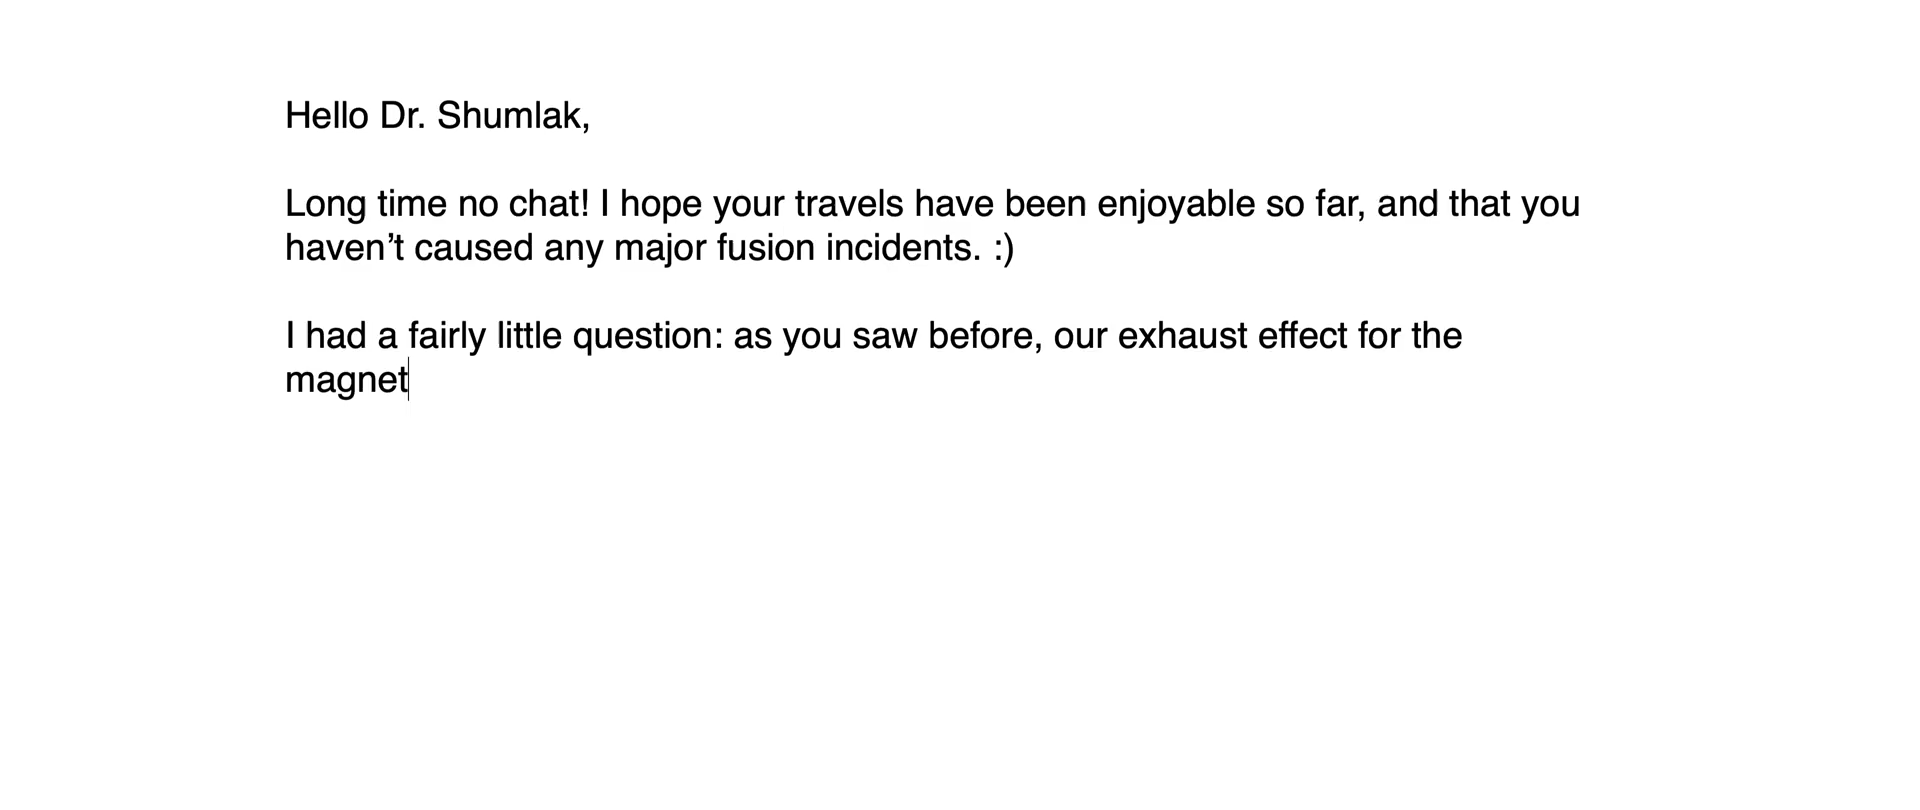 Hello Dr. Shumlak,
Long time no chat! I hope your travels have been enjoyable so far, and that you
haven’t caused any major fusion incidents. :)
I had a fairly little question: as you saw before, our exhaust effect for the
magnet